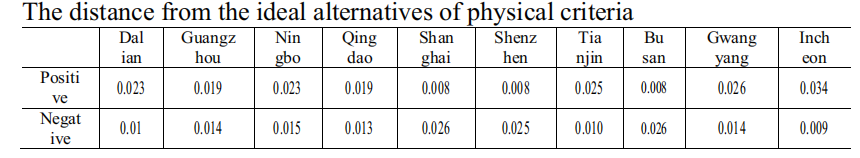 The distance from the ideal alternatives of physical criteria
Dal Guangz Nin Qing Shan Shenz Tia Bu Gwang Inch
ian hou gbo dao ghai hen njin san yang eon
Positi
ve 0.023 0.019 0.023 0.019 0.008 0.008 0.025 0.008 0.026 0.034
Negat
ive 0.01 0.014 0.015 0.013 0.026 0.025 0.010 0.026 0.014 0.009